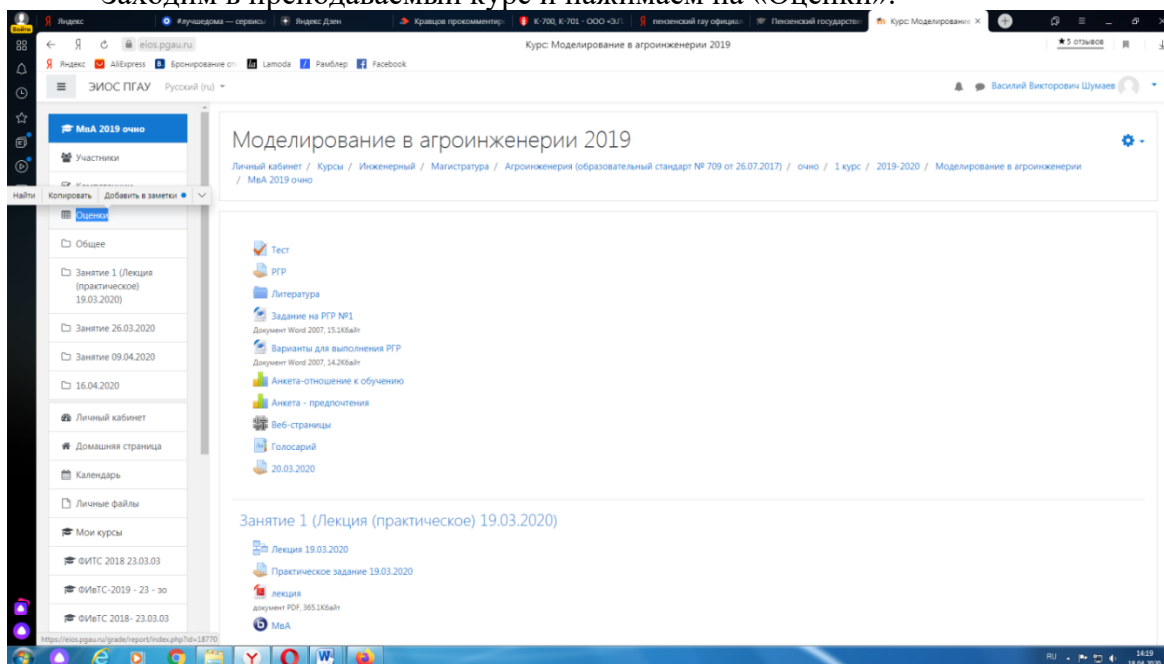 Заходим в преподаваемый курс и нажимаем на «Оценки».
Войти
Яндекс
#лучшедома — сервисы
Яндекс Дзен
Кравцов прокомментир
К-700, К-701 - ООО «ЗЛ
пензенский гау официал
Пензенский государстве
Курс: Моделирование
eios.pgau.ru
Курс: Моделирование в агроинженерии 2019
★ 5 отзывов
Яндекс AliExpress Бронирование от Lamoda Рамблер Facebook
ЭИОС ПГАУ Русский (ru)
Василий Викторович Шумаев
МвА 2019 очно
Участники
Найти Копировать Добавить в заметки
Оценки
Общее
Занятие 1 (Лекция
(практическое)
19.03.2020)
Занятие 26.03.2020
Занятие 09.04.2020
16.04.2020
Личный кабинет
Домашняя страница
Календарь
Личные файлы
Мои курсы
ФИТС 2018 23.03.03
ФИвТС-2019 - 23 - зо
ФИвТС 2018- 23.03.03
https://eios.pgau.ru/grade/report/index.php?id=18770
Моделирование в агроинженерии 2019
Личный кабинет / Курсы / Инженерный / Магистратура / Агроинженерия (образовательный стандарт № 709 от 26.07.2017) / очно / 1 курс / 2019-2020 / Моделирование в агроинженерии
/ МвА 2019 очно
Тест
РГР
Литература
Задание на РГР №1
Документ Word 2007, 15.1Кбайт
Варианты для выполнения РГР
Документ Word 2007, 14.2Кбайт
Анкета-отношение к обучению
Анкета - предпочтения
Веб-страницы
Голосарий
20.03.2020
Занятие 1 (Лекция (практическое) 19.03.2020)
Лекция 19.03.2020
Практическое задание 19.03.2020
лекция
документ PDF, 365.1Кбайт
МвА
RU
14:19
18.04.2020